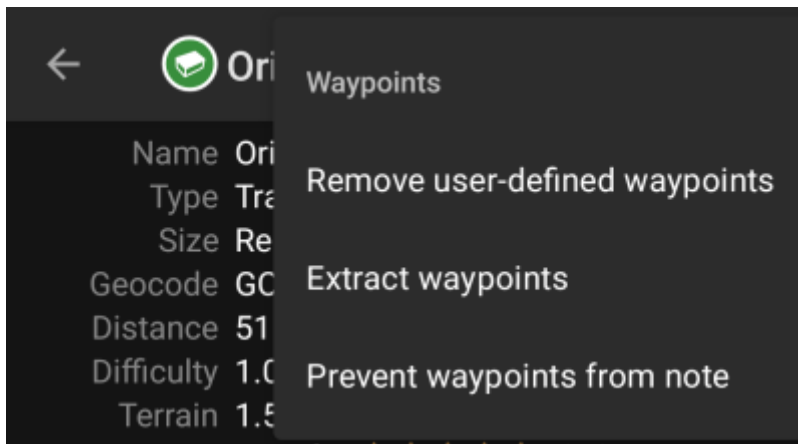 Ori
Name Ori
Type Tra
Size Re
Geocode GC
Distance 51
Difficulty 1.0
Terrain 1.5
Waypoints
Remove user-defined waypoints
Extract waypoints
Prevent waypoints from note